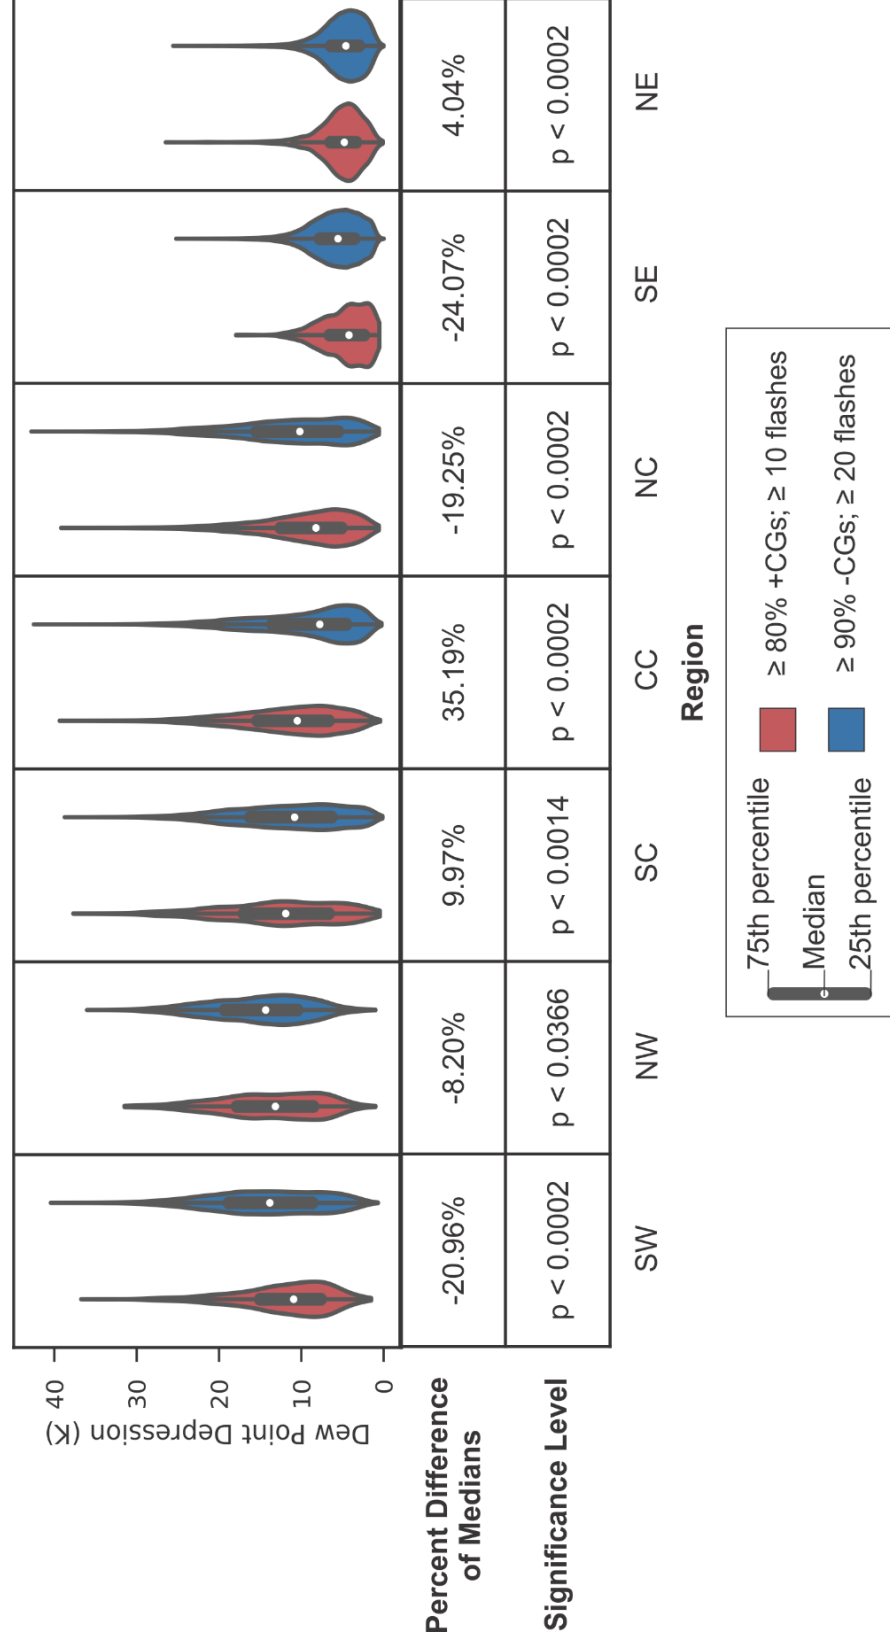 40
30
20
10
0
Dew Point Depression (K)
Percent Difference
of Medians
-20.96%
-8.20%
9.97%
35.19%
-19.25%
-24.07%
4.04%
Significance Level
p < 0.0002
p < 0.0366
p < 0.0014
p < 0.0002
p < 0.0002
p < 0.0002
p < 0.0002
SW
NW
SC
CC
NC
SE
NE
Region
75th percentile
Median
25th percentile
≥ 80% +CGs; ≥ 10 flashes
≥ 90% -CGs; ≥ 20 flashes